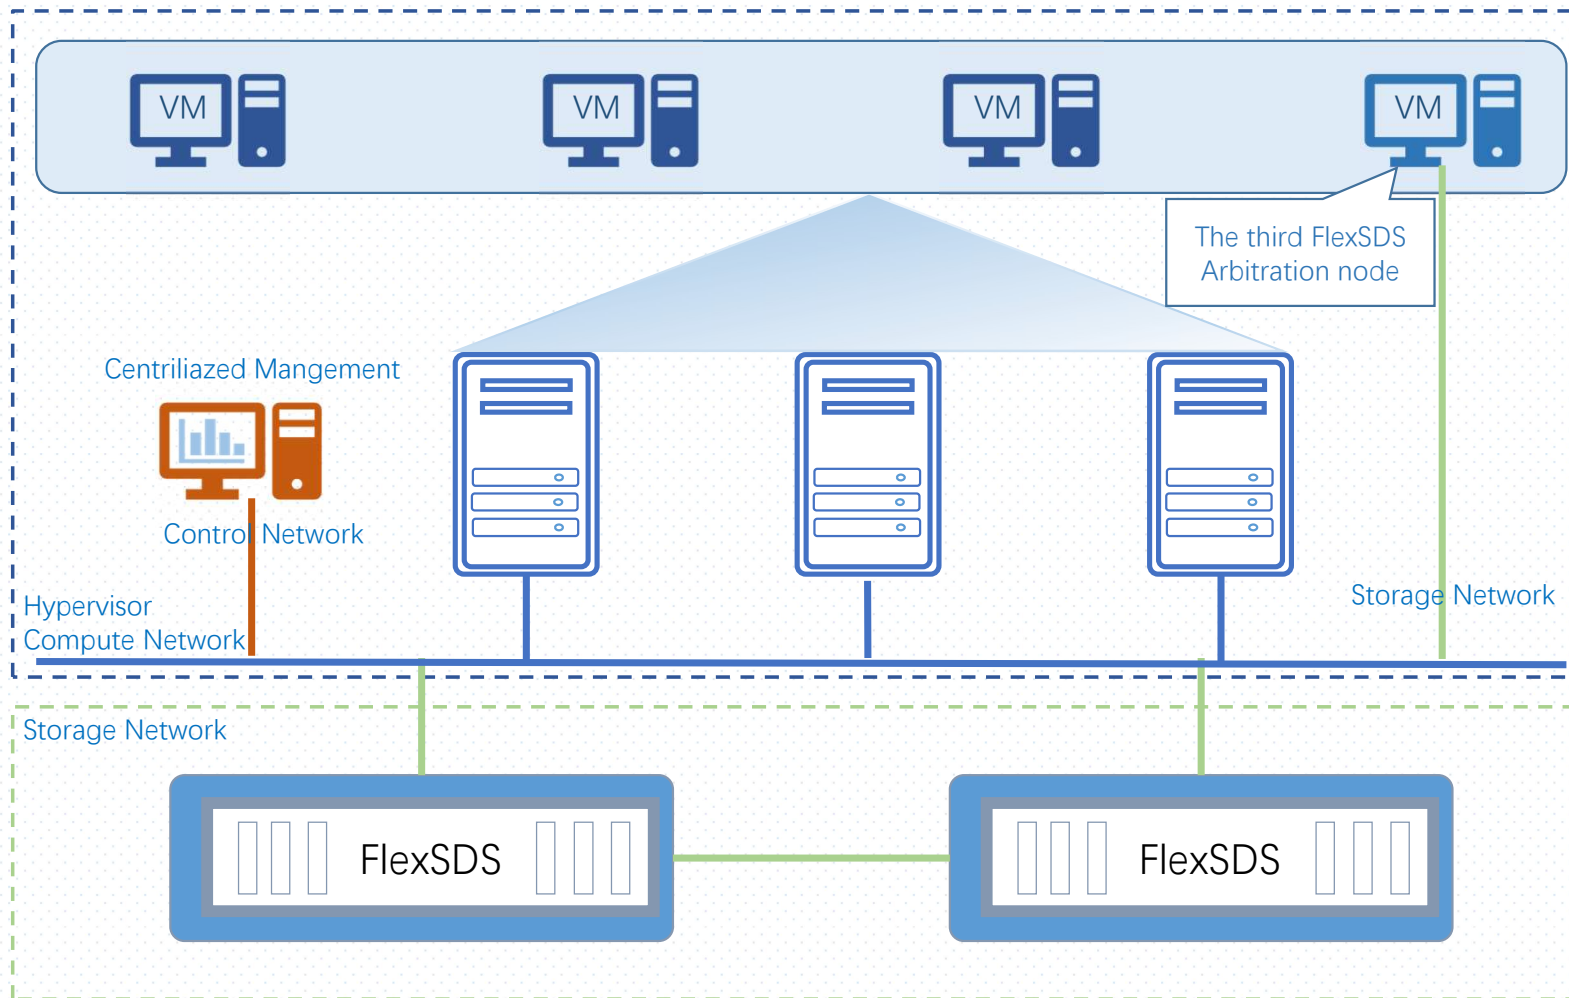 VM
VM
VM
VM
The third FlexSDS
Arbitration node
Centriliazed Mangement
Control Network
Hypervisor
Compute Network
Storage Network
Storage Network
FlexSDS
FlexSDS